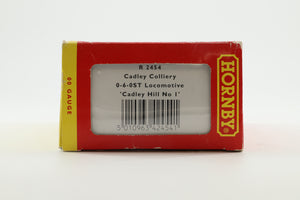 R 2454
Cadley Colliery
0-6-0ST Locomotive
'Cadley Hill No 1'
5 010963 424541
00 GAUGE
HORNBY